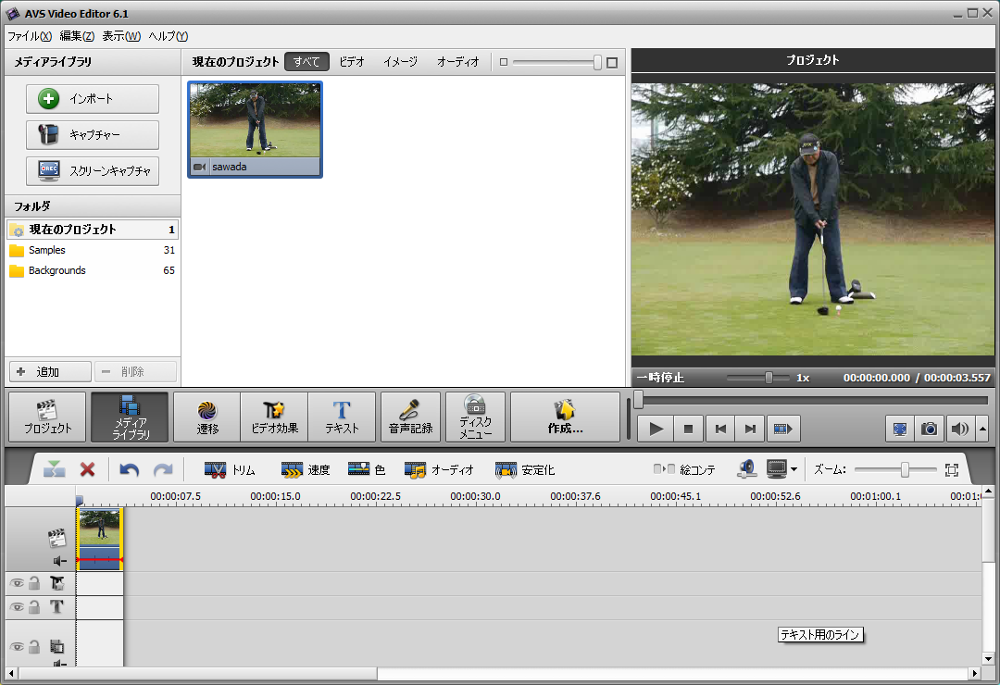 AVS Video Editor 6.1
ファイル(X) 編集(Z) 表示(W) ヘルプ(Y)
メディアライブラリ
現在のプロジェクト すべて ビデオ イメージ オーディオ
プロジェクト
インポート
キャプチャー
スクリーンキャプチャ
sawada
フォルダ
現在のプロジェクト 1
Samples 31
Backgrounds 65
追加 削除
一時停止 1x 00:00:00.000 / 00:00:03.557
プロジェクト
メディア
ライブラリ
遷移
ビデオ効果
テキスト
音声記録
ディスク
メニュー
作成...
トリム 速度 色 オーディオ 安定化 絵コンテ ズーム:
00:00:07.5 00:00:15.0 00:00:22.5 00:00:30.0 00:00:37.6 00:00:45.1 00:00:52.6 00:01:00.1 00:01:0
テキスト用のライン